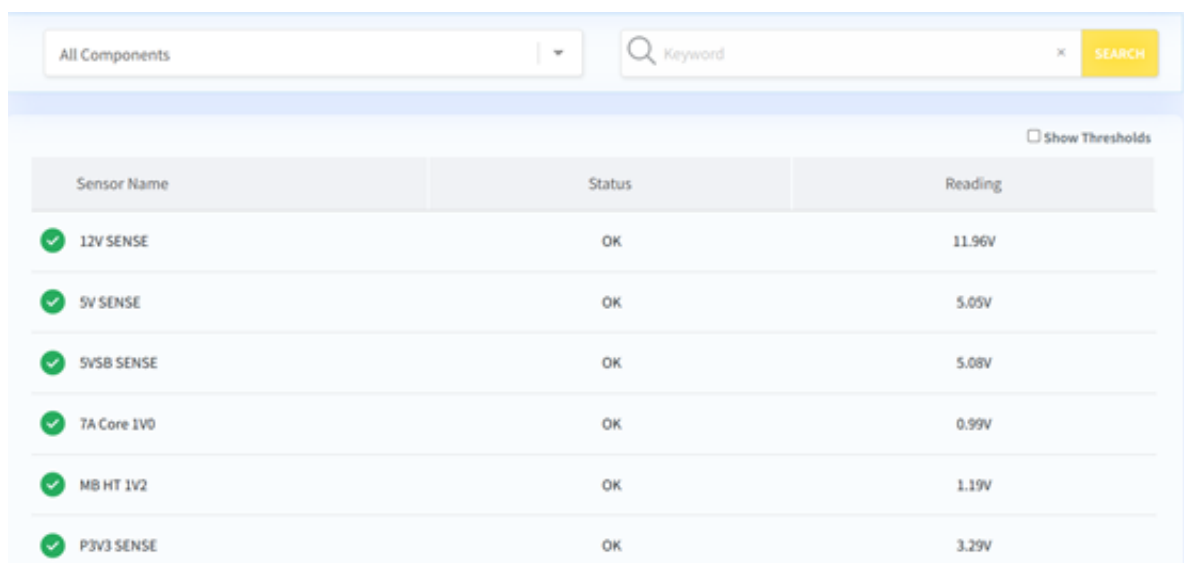 All Components
Keyword × SEARCH
Show Thresholds
Sensor Name Status Reading
12V SENSE OK 11.96V
5V SENSE OK 5.05V
5VSB SENSE OK 5.08V
7A Core 1V0 OK 0.99V
MB HT 1V2 OK 1.19V
P3V3 SENSE OK 3.29V